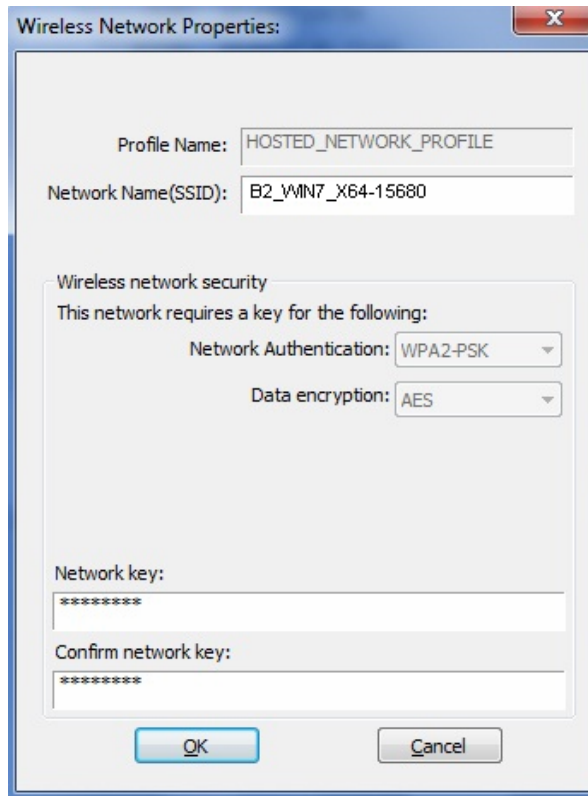 Wireless Network Properties:
Profile Name: HOSTED_NETWORK_PROFILE
Network Name(SSID): B2_WIN7_X64-15680
Wireless network security
This network requires a key for the following:
Network Authentication: WPA2-PSK
Data encryption: AES
Network key:
********
Confirm network key:
********
OK Cancel